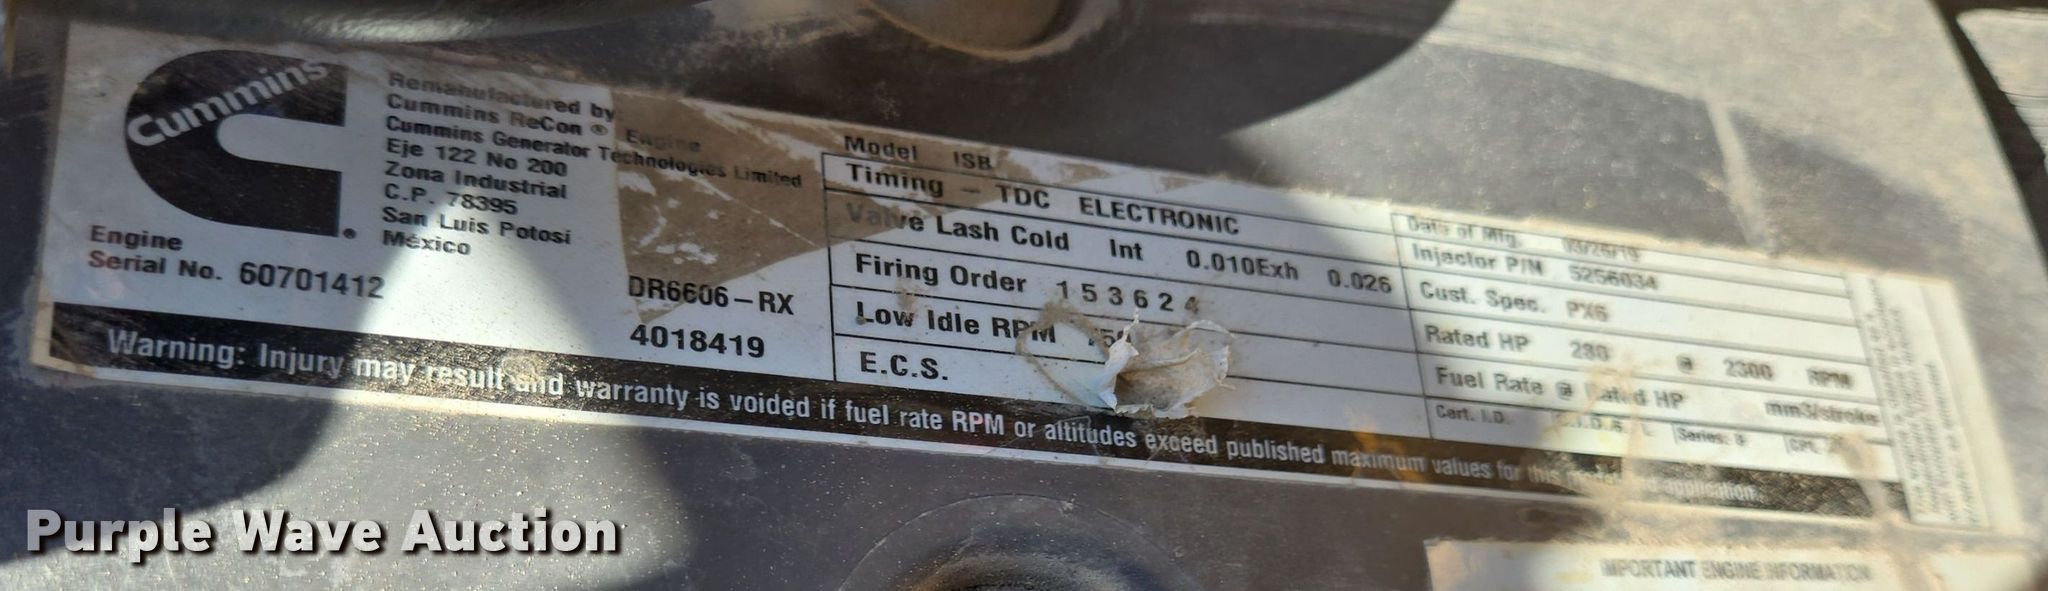 Cummins
Remanufactured by:
Cummins ReCon ® Engine
Cummins Generator Technologies Limited
Eje 122 No 200
Zona Industrial
C.P. 78395
San Luis Potosi
Mexico
Engine
Serial No. 60701412
DR6606-RX
4018419
Model ISB
Timing - TDC ELECTRONIC
Valve Lash Cold Int 0.010Exh 0.026
Firing Order 1 5 3 6 2 4
Low Idle RPM
E.C.S.
Date of Mfg.
Injector P/N 5256034
Cust. Spec. PX6
Rated HP 280 @ 2300 RPM
Fuel Rate @ Rated HP mm3/stroke
Cert. I.D.
Warning: Injury may result and warranty is voided if fuel rate RPM or altitudes exceed published maximum values for this model and application.
IMPORTANT ENGINE INFORMATION
Purple Wave Auction